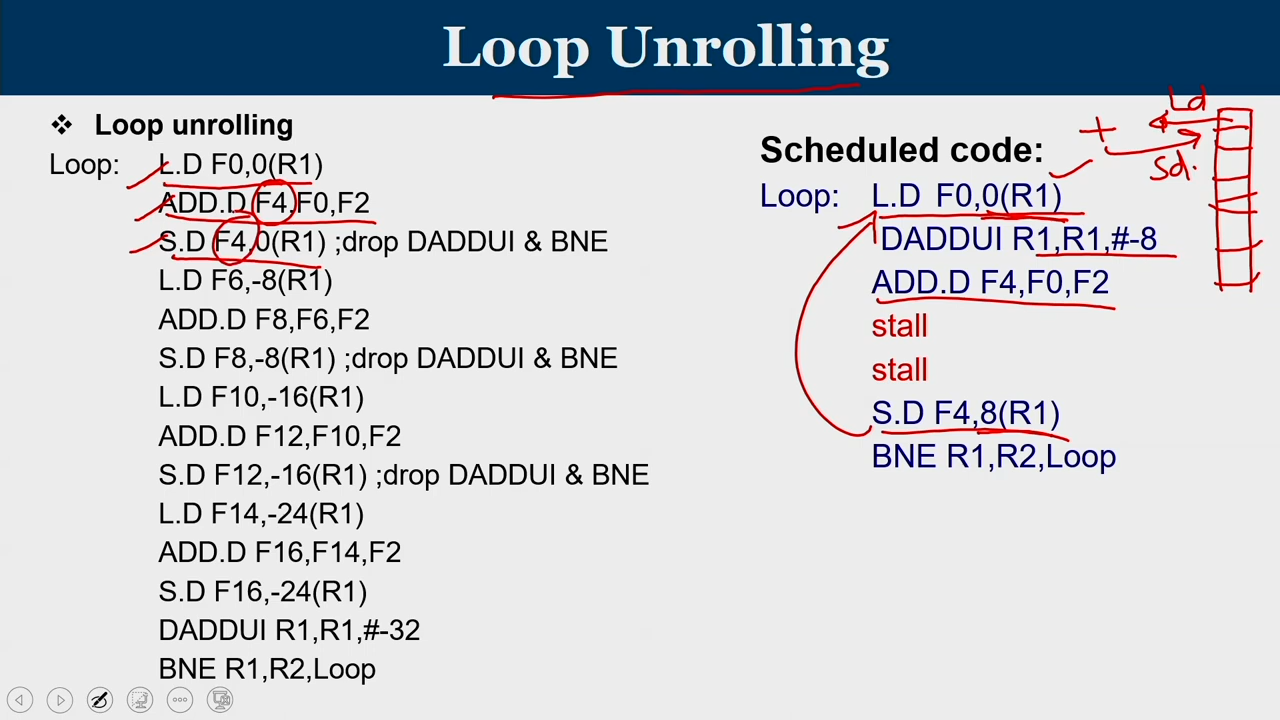 Loop Unrolling
❖ Loop unrolling
Loop: L.D F0,0(R1)
ADD.D F4,F0,F2
S.D F4,0(R1) ;drop DADDUI & BNE
L.D F6,-8(R1)
ADD.D F8,F6,F2
S.D F8,-8(R1) ;drop DADDUI & BNE
L.D F10,-16(R1)
ADD.D F12,F10,F2
S.D F12,-16(R1) ;drop DADDUI & BNE
L.D F14,-24(R1)
ADD.D F16,F14,F2
S.D F16,-24(R1)
DADDUI R1,R1,#-32
BNE R1,R2,Loop
Scheduled code:
Loop: L.D F0,0(R1)
DADDUI R1,R1,#-8
ADD.D F4,F0,F2
stall
stall
S.D F4,8(R1)
BNE R1,R2,Loop
Ld
+
Sd.